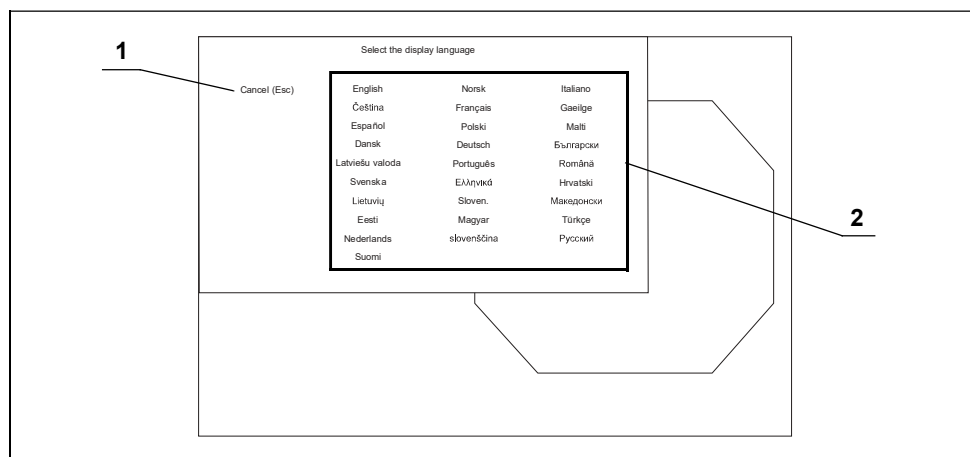 1
Select the display language
Cancel (Esc)
English Norsk Italiano
Čeština Français Gaeilge
Español Polski Malti
Dansk Deutsch Български
Latviešu valoda Português Română
Svenska Ελληνικά Hrvatski
Lietuvių Sloven. Македонски
2
Eesti Magyar Türkçe
Nederlands slovenščina Русский
Suomi